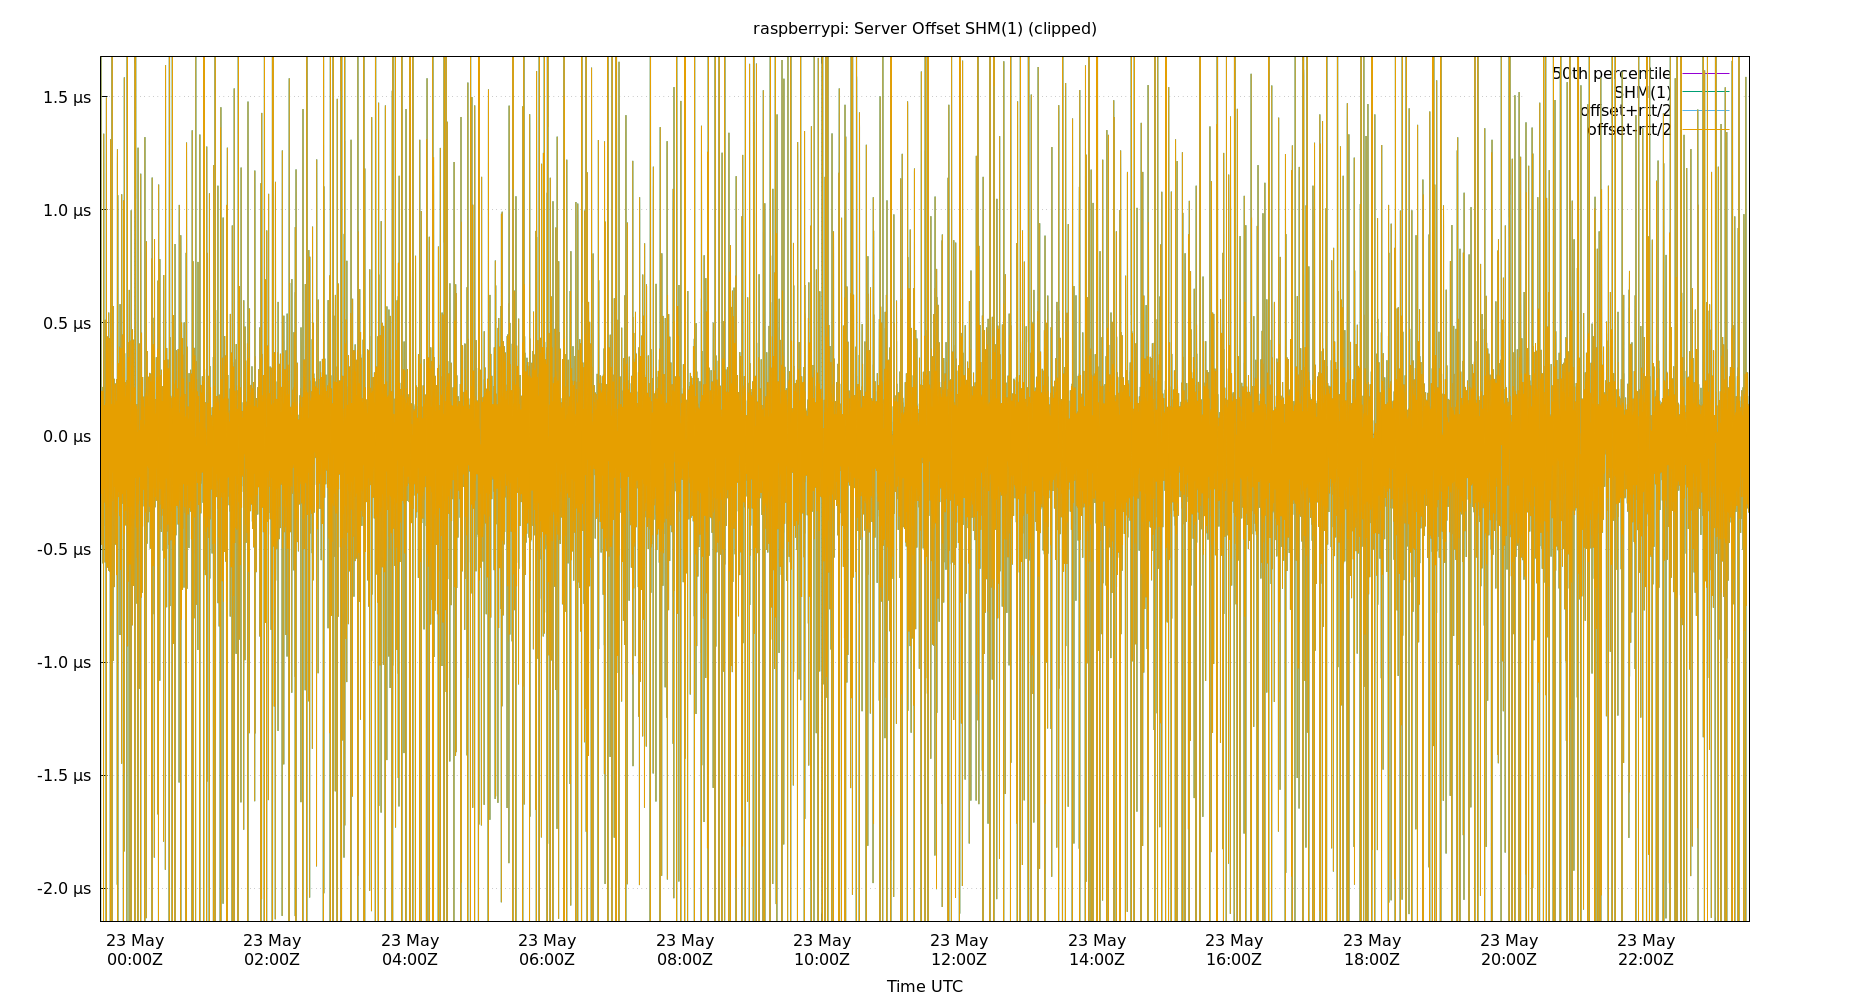 raspberrypi: Server Offset SHM(1) (clipped)
50th percentile
SHM(1)
offset+rtt/2
offset-rtt/2
1.5 µs
1.0 µs
0.5 µs
0.0 µs
-0.5 µs
-1.0 µs
-1.5 µs
-2.0 µs
23 May 23 May 23 May 23 May 23 May 23 May 23 May 23 May 23 May 23 May 23 May 23 May
00:00Z 02:00Z 04:00Z 06:00Z 08:00Z 10:00Z 12:00Z 14:00Z 16:00Z 18:00Z 20:00Z 22:00Z
Time UTC